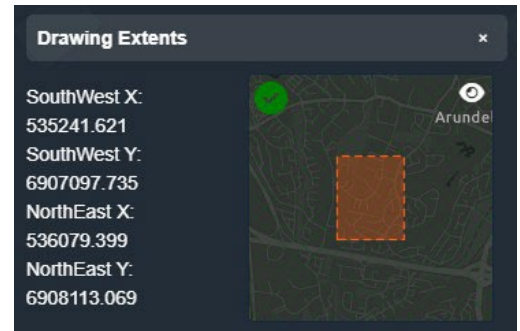 Drawing Extents ×
SouthWest X:
535241.621
SouthWest Y:
6907097.735
NorthEast X:
536079.399
NorthEast Y:
6908113.069
Arundel